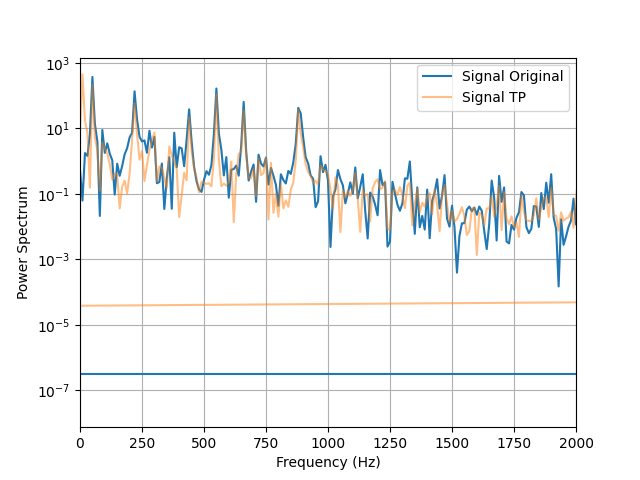 Signal Original
Signal TP
Power Spectrum
10³
10¹
10⁻¹
10⁻³
10⁻⁵
10⁻⁷
0 250 500 750 1000 1250 1500 1750 2000
Frequency (Hz)